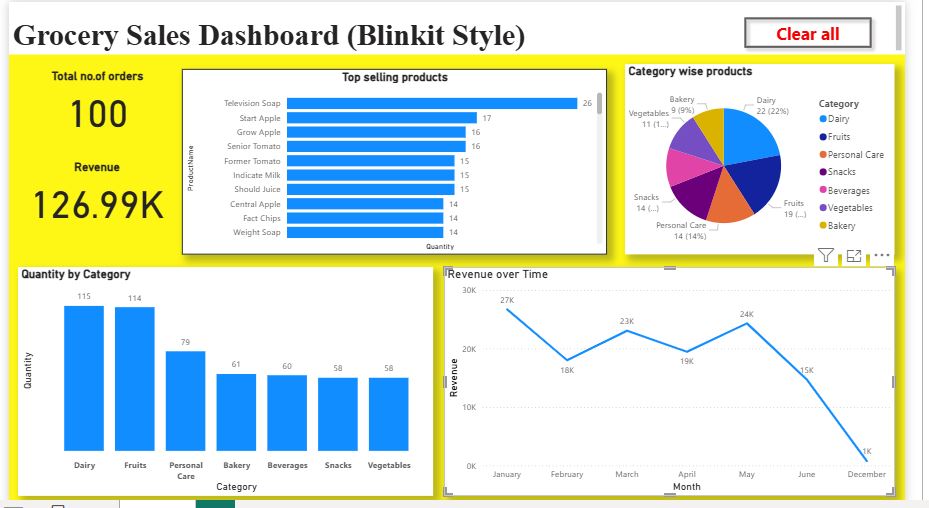 Grocery Sales Dashboard (Blinkit Style)
Clear all
Total no.of orders
100
Revenue
126.99K
Top selling products
ProductName
Television Soap 26
Start Apple 17
Grow Apple 16
Senior Tomato 16
Former Tomato 15
Indicate Milk 15
Should Juice 15
Central Apple 14
Fact Chips 14
Weight Soap 14
Quantity
Category wise products
Bakery
9 (9%)
Dairy
22 (22%)
Vegetables
11 (1...)
Snacks
14 (...)
Personal Care
14 (14%)
Fruits
19 (...)
Category
Dairy
Fruits
Personal Care
Snacks
Beverages
Vegetables
Bakery
Quantity by Category
Quantity
115 114 79 61 60 58 58
Dairy Fruits Personal Care Bakery Beverages Snacks Vegetables
Category
Revenue over Time
Revenue
30K
20K
10K
0K
27K 18K 23K 19K 24K 15K 1K
January February March April May June December
Month